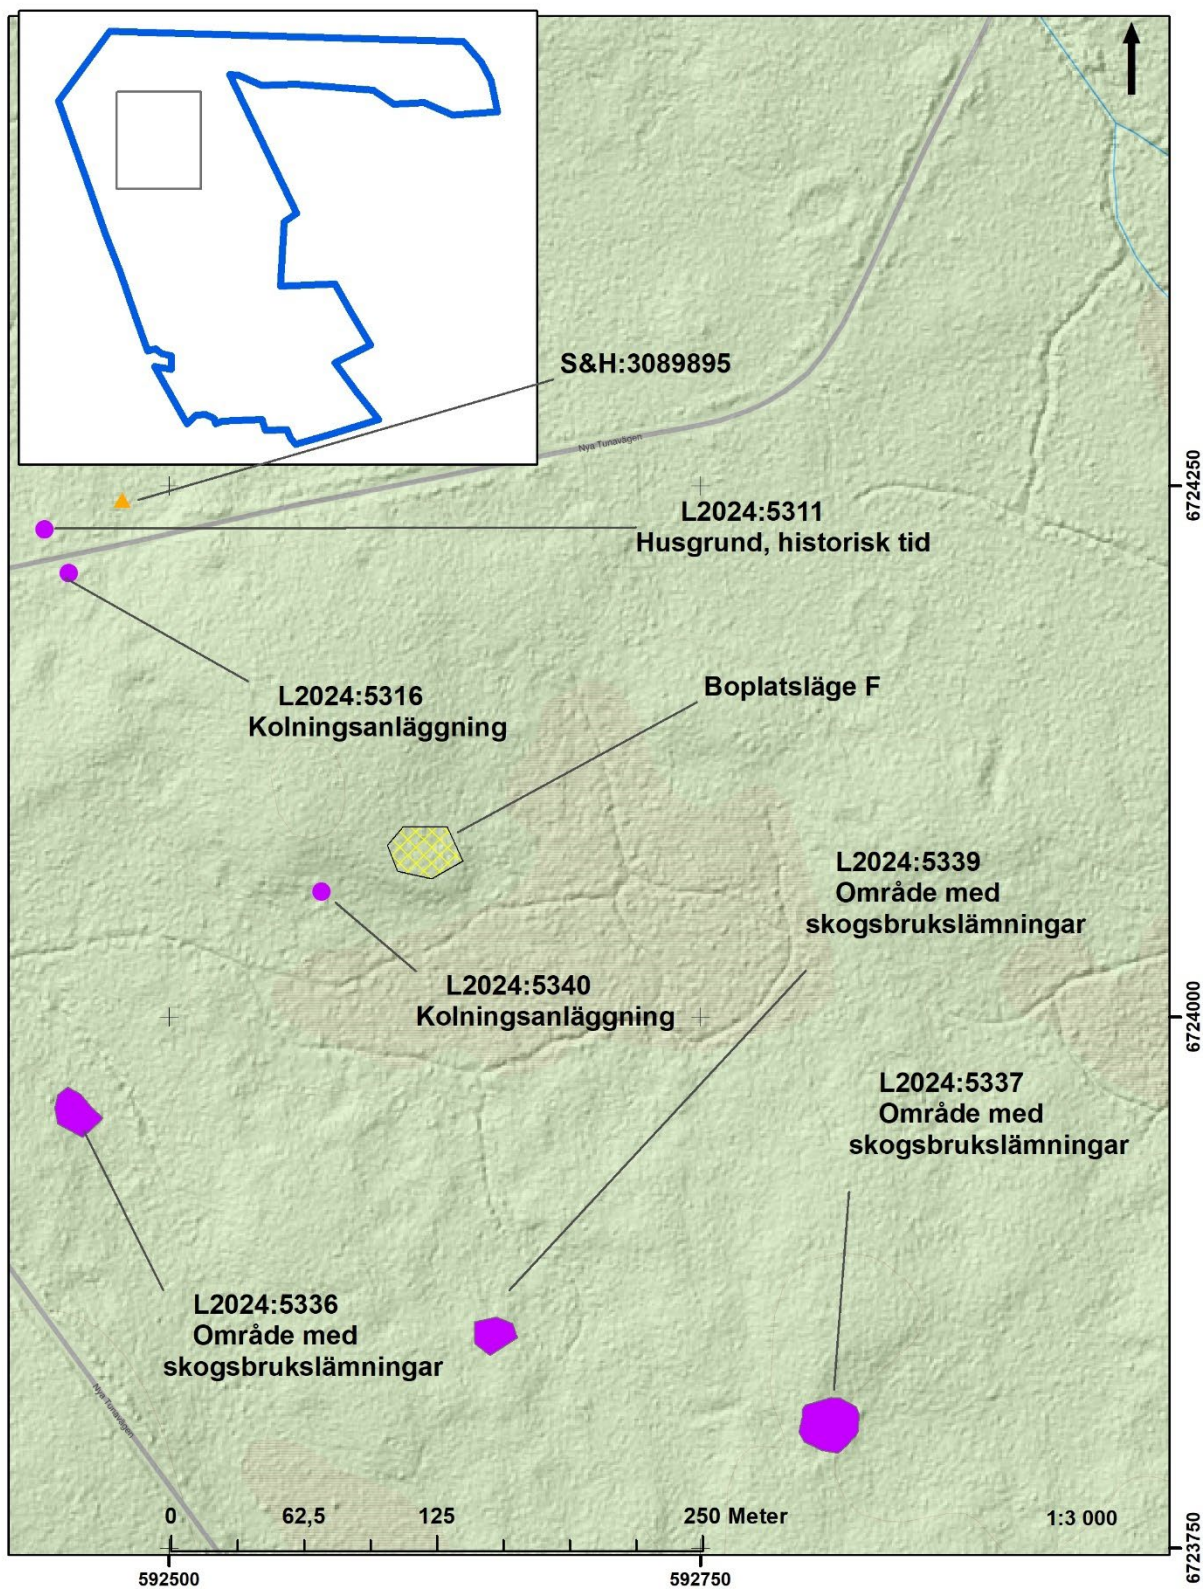 S&H:3089895
Nya Tunavägen
6724250
L2024:5311
Husgrund, historisk tid
L2024:5316
Kolningsanläggning
Boplatsläge F
L2024:5339
Område med
skogsbrukslämningar
L2024:5340
Kolningsanläggning
6724000
L2024:5337
Område med
skogsbrukslämningar
L2024:5336
Område med
skogsbrukslämningar
Nya Tunavägen
0 62,5 125 250 Meter
1:3 000
6723750
592500 592750